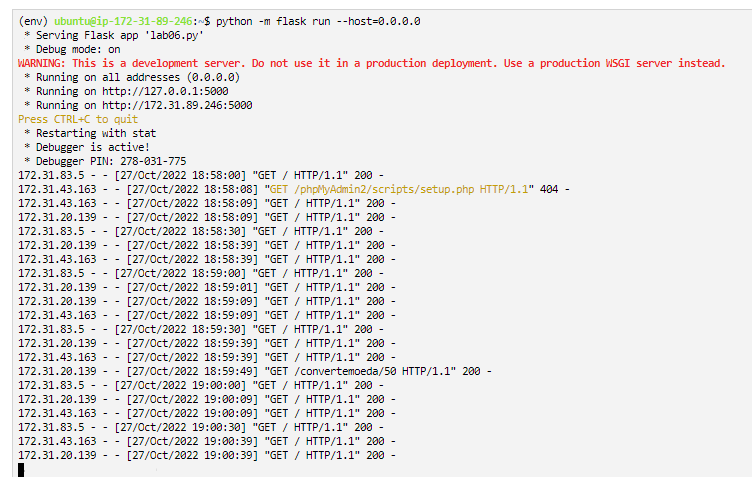 (env) ubuntu@ip-172-31-89-246:~$ python -m flask run --host=0.0.0.0
* Serving Flask app 'lab06.py'
* Debug mode: on
WARNING: This is a development server. Do not use it in a production deployment. Use a production WSGI server instead.
* Running on all addresses (0.0.0.0)
* Running on http://127.0.0.1:5000
* Running on http://172.31.89.246:5000
Press CTRL+C to quit
* Restarting with stat
* Debugger is active!
* Debugger PIN: 278-031-775
172.31.83.5 - - [27/Oct/2022 18:58:00] "GET / HTTP/1.1" 200 -
172.31.43.163 - - [27/Oct/2022 18:58:08] "GET /phpMyAdmin2/scripts/setup.php HTTP/1.1" 404 -
172.31.43.163 - - [27/Oct/2022 18:58:09] "GET / HTTP/1.1" 200 -
172.31.20.139 - - [27/Oct/2022 18:58:09] "GET / HTTP/1.1" 200 -
172.31.83.5 - - [27/Oct/2022 18:58:30] "GET / HTTP/1.1" 200 -
172.31.20.139 - - [27/Oct/2022 18:58:39] "GET / HTTP/1.1" 200 -
172.31.43.163 - - [27/Oct/2022 18:58:39] "GET / HTTP/1.1" 200 -
172.31.83.5 - - [27/Oct/2022 18:59:00] "GET / HTTP/1.1" 200 -
172.31.20.139 - - [27/Oct/2022 18:59:01] "GET / HTTP/1.1" 200 -
172.31.20.139 - - [27/Oct/2022 18:59:09] "GET / HTTP/1.1" 200 -
172.31.43.163 - - [27/Oct/2022 18:59:09] "GET / HTTP/1.1" 200 -
172.31.83.5 - - [27/Oct/2022 18:59:30] "GET / HTTP/1.1" 200 -
172.31.20.139 - - [27/Oct/2022 18:59:39] "GET / HTTP/1.1" 200 -
172.31.43.163 - - [27/Oct/2022 18:59:39] "GET / HTTP/1.1" 200 -
172.31.20.139 - - [27/Oct/2022 18:59:49] "GET /convertemoeda/50 HTTP/1.1" 200 -
172.31.83.5 - - [27/Oct/2022 19:00:00] "GET / HTTP/1.1" 200 -
172.31.20.139 - - [27/Oct/2022 19:00:09] "GET / HTTP/1.1" 200 -
172.31.43.163 - - [27/Oct/2022 19:00:09] "GET / HTTP/1.1" 200 -
172.31.83.5 - - [27/Oct/2022 19:00:30] "GET / HTTP/1.1" 200 -
172.31.43.163 - - [27/Oct/2022 19:00:39] "GET / HTTP/1.1" 200 -
172.31.20.139 - - [27/Oct/2022 19:00:39] "GET / HTTP/1.1" 200 -